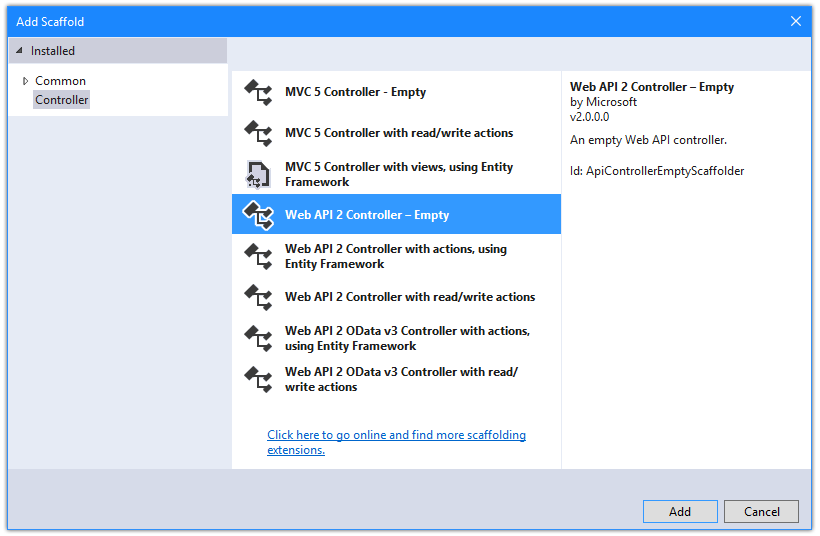 Add Scaffold
Installed
Common
Controller
MVC 5 Controller - Empty
MVC 5 Controller with read/write actions
MVC 5 Controller with views, using Entity
Framework
Web API 2 Controller – Empty
Web API 2 Controller with actions, using
Entity Framework
Web API 2 Controller with read/write actions
Web API 2 OData v3 Controller with actions,
using Entity Framework
Web API 2 OData v3 Controller with read/
write actions
Click here to go online and find more scaffolding
extensions.
Web API 2 Controller – Empty
by Microsoft
v2.0.0.0
An empty Web API controller.
Id: ApiControllerEmptyScaffolder
Add
Cancel